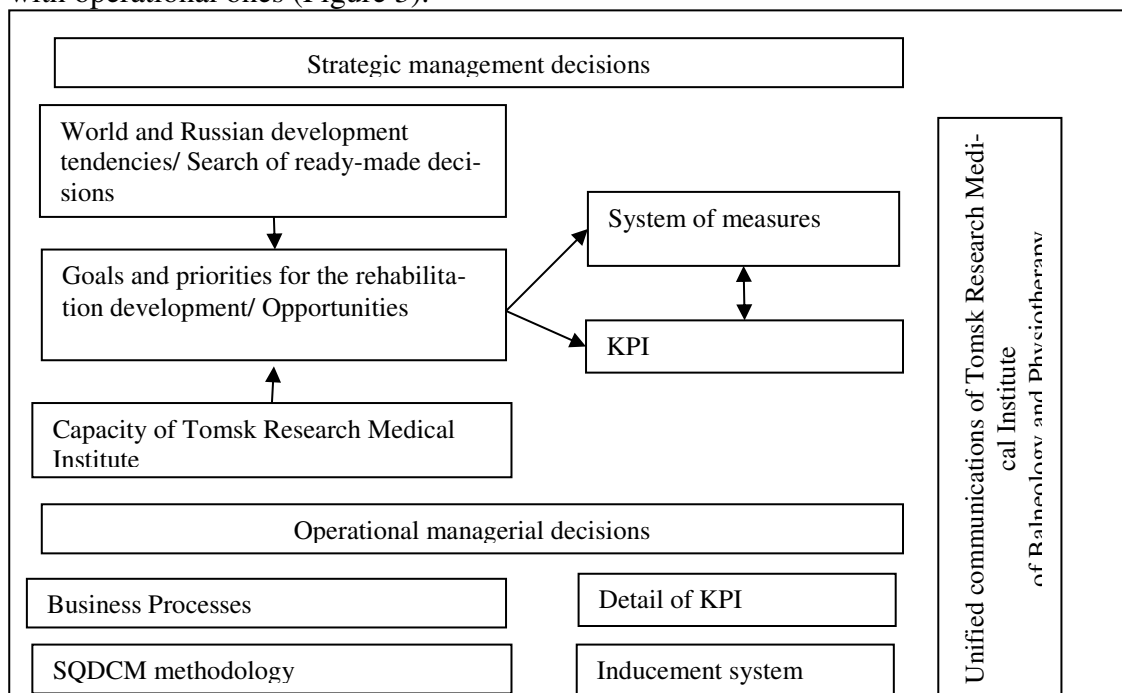 with operational ones (Figure 3).
Strategic management decisions
World and Russian development
tendencies/ Search of ready-made deci-
sions
System of measures
Goals and priorities for the rehabilita-
tion development/ Opportunities
KPI
Capacity of Tomsk Research Medical
Institute
Operational managerial decisions
Business Processes
Detail of KPI
SQDCM methodology
Inducement system
Unified communications of Tomsk Research Medi-
cal Institute
of Balneology and Physiotherapy